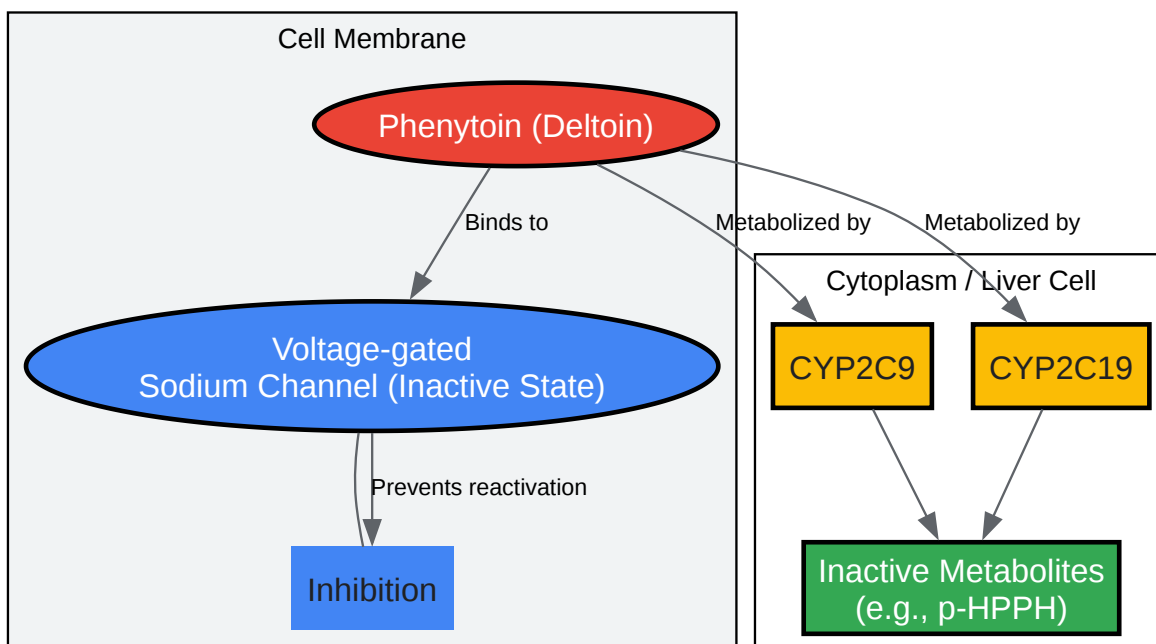 Cell Membrane
Phenytoin (Deltoin)
Binds to
Metabolized by
Metabolized by
Cytoplasm / Liver Cell
Voltage-gated
Sodium Channel (Inactive State)
CYP2C9
CYP2C19
Prevents reactivation
Inhibition
Inactive Metabolites
(e.g., p-HPPH)